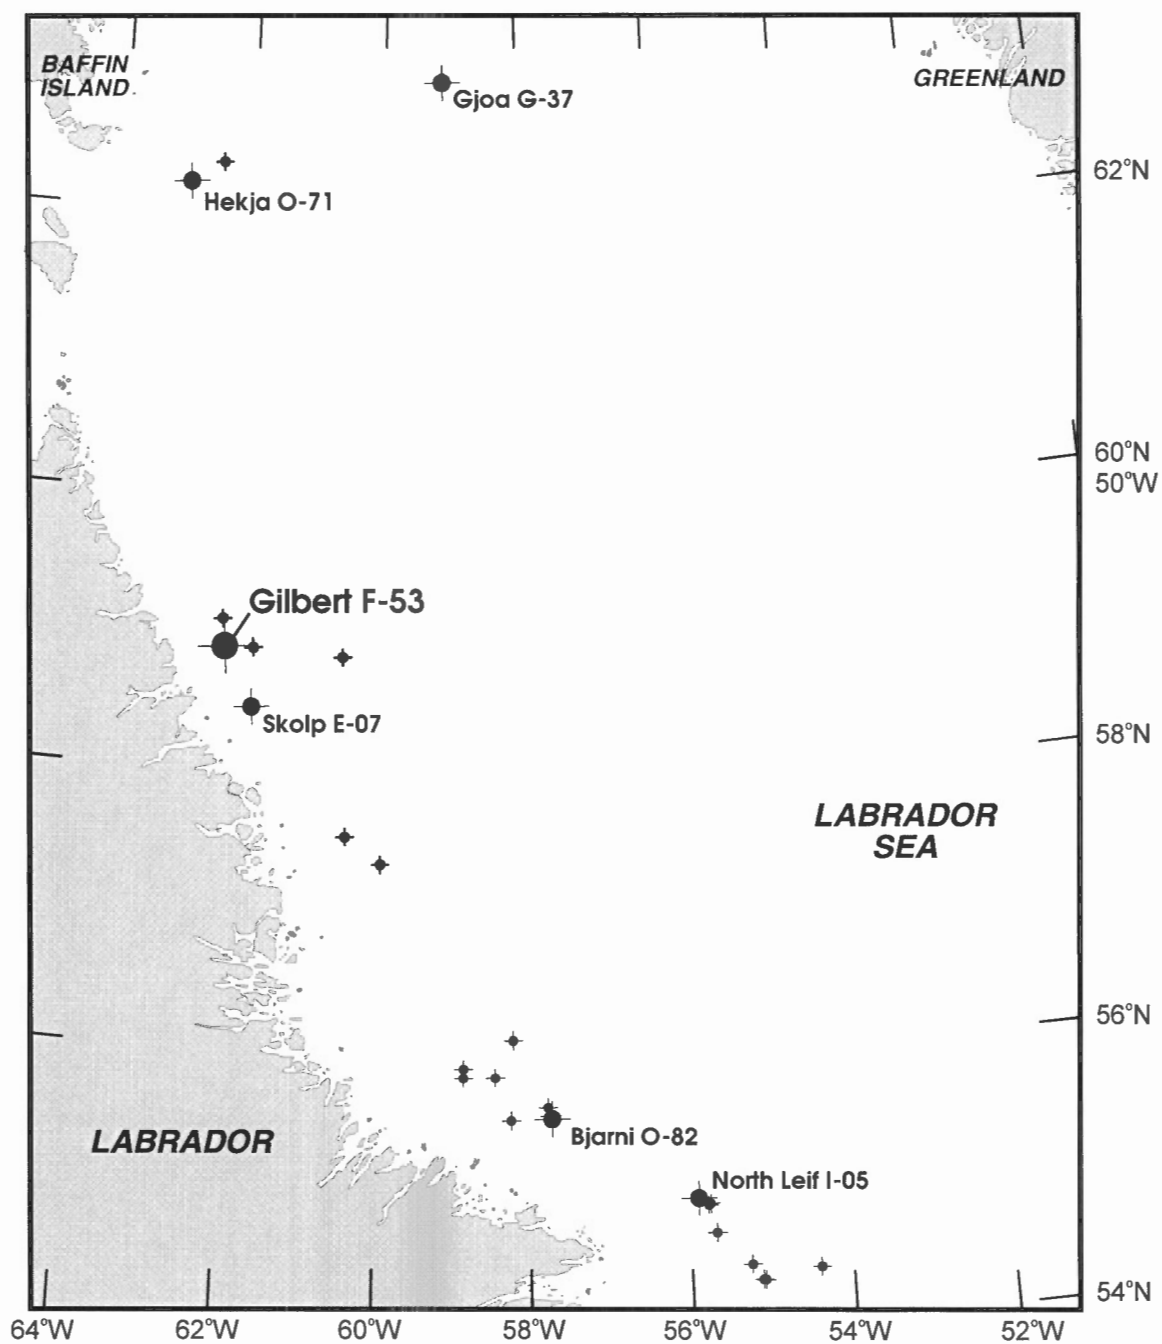 BAFFIN
ISLAND
GREENLAND
Gjoa G-37
62°N
Hekja O-71
60°N
50°W
Gilbert F-53
Skolp E-07
58°N
LABRADOR
SEA
56°N
Bjarni O-82
LABRADOR
North Leif I-05
54°N
64°W 62°W 60°W 58°W 56°W 54°W 52°W